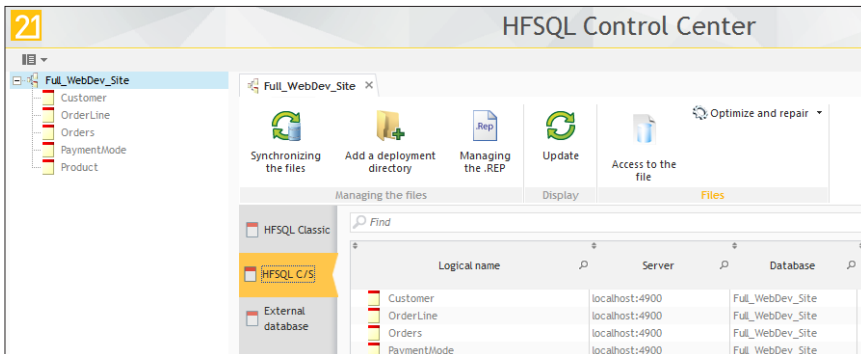 21
HFSQL Control Center
Full_WebDev_Site
Customer
OrderLine
Orders
PaymentMode
Product
Full_WebDev_Site
Synchronizing
the files
Add a deployment
directory
.Rep
Managing
the .REP
Update
Access to the
file
Optimize and repair
Managing the files
Display
Files
HFSQL Classic
HFSQL C/S
External
database
Find
Logical name Server Database
Customer localhost:4900 Full_WebDev_Site
OrderLine localhost:4900 Full_WebDev_Site
Orders localhost:4900 Full_WebDev_Site
PaymentMode localhost:4900 Full_WebDev_Site